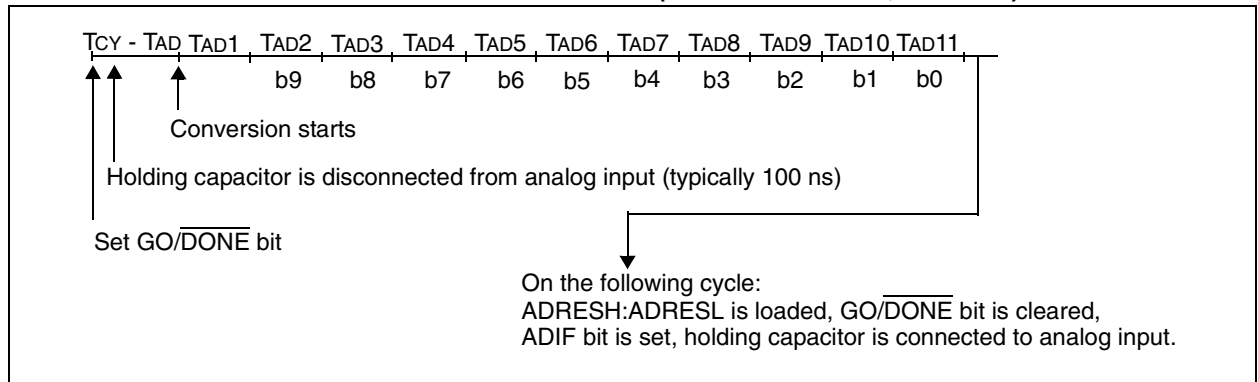 TCY - TAD TAD1 TAD2 TAD3 TAD4 TAD5 TAD6 TAD7 TAD8 TAD9 TAD10 TAD11
b9 b8 b7 b6 b5 b4 b3 b2 b1 b0
Conversion starts
Holding capacitor is disconnected from analog input (typically 100 ns)
Set GO/DONE bit
On the following cycle:
ADRESH:ADRESL is loaded, GO/DONE bit is cleared,
ADIF bit is set, holding capacitor is connected to analog input.